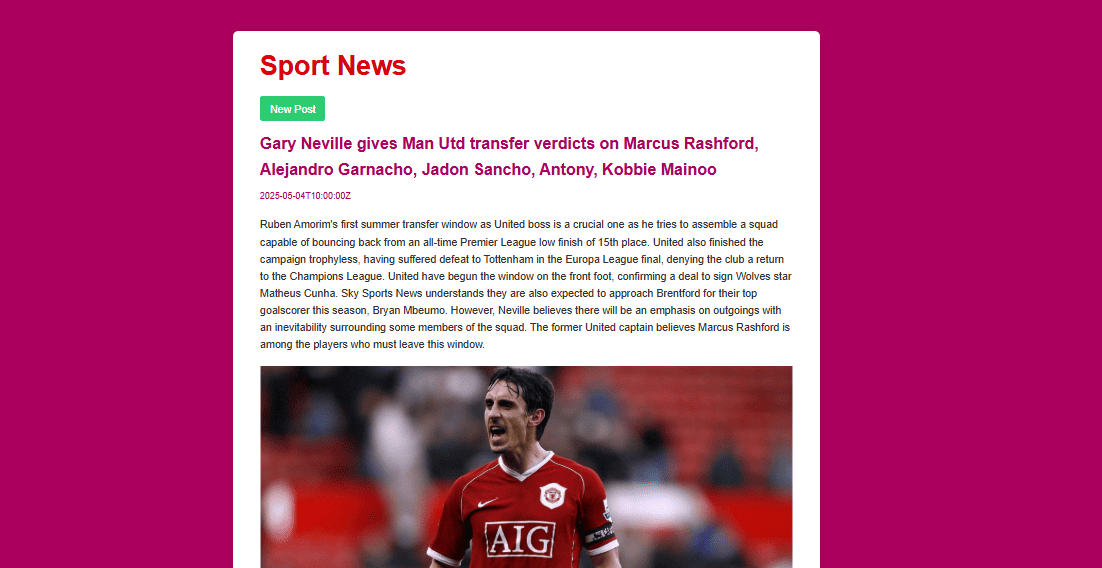 Sport News
New Post
Gary Neville gives Man Utd transfer verdicts on Marcus Rashford,
Alejandro Garnacho, Jadon Sancho, Antony, Kobbie Mainoo
2025-05-04T10:00:00Z
Ruben Amorim's first summer transfer window as United boss is a crucial one as he tries to assemble a squad
capable of bouncing back from an all-time Premier League low finish of 15th place. United also finished the
campaign trophyless, having suffered defeat to Tottenham in the Europa League final, denying the club a return
to the Champions League. United have begun the window on the front foot, confirming a deal to sign Wolves star
Matheus Cunha. Sky Sports News understands they are also expected to approach Brentford for their top
goalscorer this season, Bryan Mbeumo. However, Neville believes there will be an emphasis on outgoings with
an inevitability surrounding some members of the squad. The former United captain believes Marcus Rashford is
among the players who must leave this window.
AIG